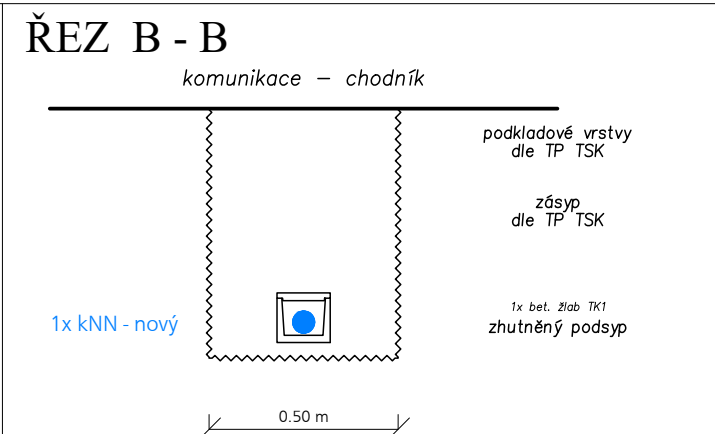 ŘEZ B - B
komunikace – chodník
podkladové vrstvy
dle TP TSK
zásyp
dle TP TSK
1x bet. žlab TK1
1x kNN - nový
zhutněný podsyp
0.50 m